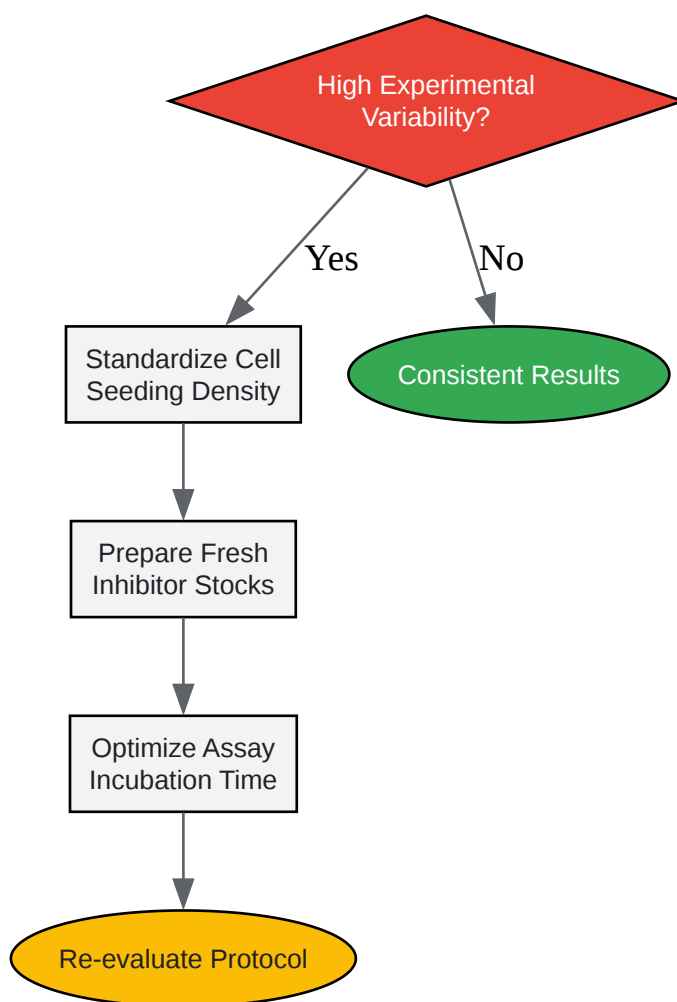 High Experimental
Variability?
Yes
No
Standardize Cell
Seeding Density
Consistent Results
Prepare Fresh
Inhibitor Stocks
Optimize Assay
Incubation Time
Re-evaluate Protocol